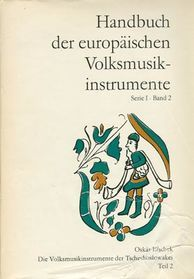 Handbuch
der europäischen
Volksmusik-
instrumente
Serie I · Band 2
Oskár Elschek
Die Volksmusikinstrumente der Tschechoslowakei
Teil 2